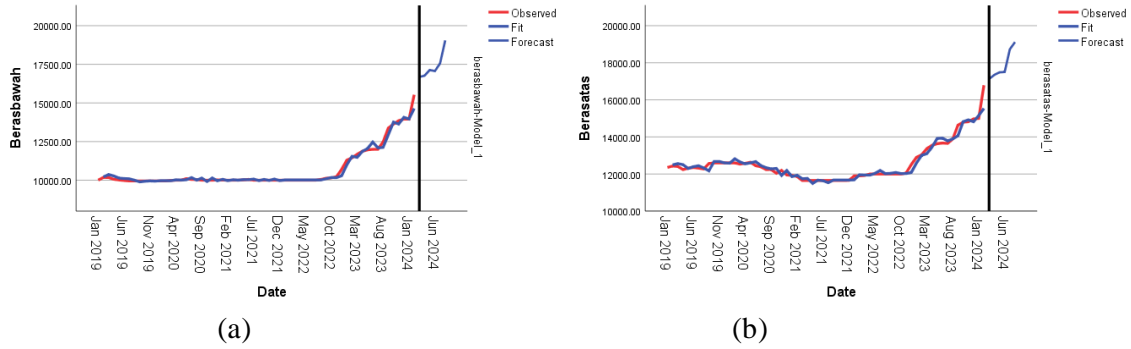 20000.00
17500.00
15000.00
12500.00
10000.00
Berasbawah
Jan 2019
Jun 2019
Nov 2019
Apr 2020
Sep 2020
Feb 2021
Jul 2021
Dec 2021
May 2022
Oct 2022
Mar 2023
Aug 2023
Jan 2024
Jun 2024
Date
Observed
Fit
Forecast
berasbawah-Model_1
(a)
20000.00
18000.00
16000.00
14000.00
12000.00
10000.00
Berasatas
Jan 2019
Jun 2019
Nov 2019
Apr 2020
Sep 2020
Feb 2021
Jul 2021
Dec 2021
May 2022
Oct 2022
Mar 2023
Aug 2023
Jan 2024
Jun 2024
Date
Observed
Fit
Forecast
berasatas-Model_1
(b)